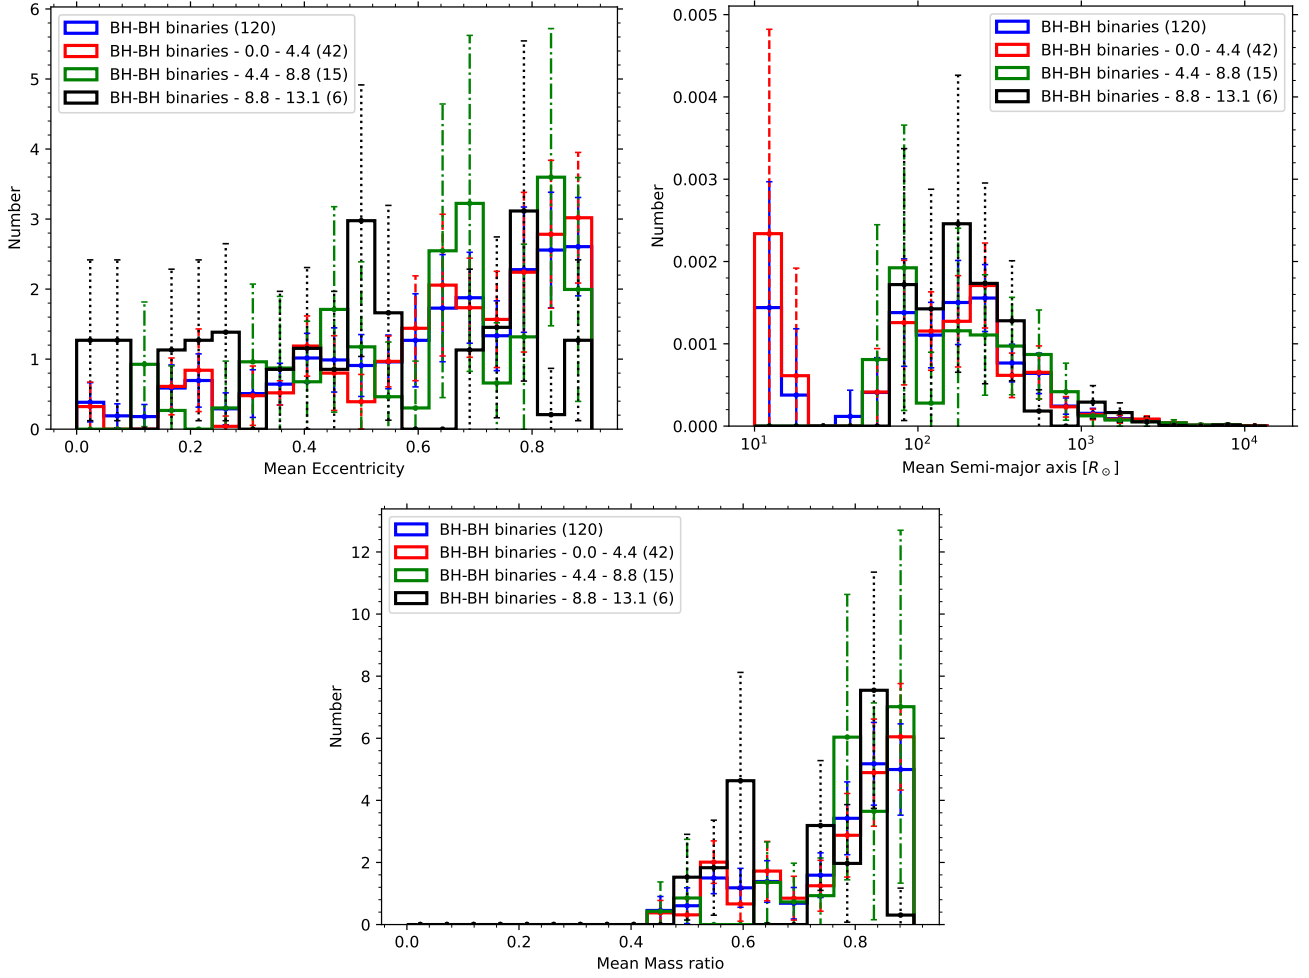 6
5
4
3
2
1
0
Number
BH-BH binaries (120)
BH-BH binaries - 0.0 - 4.4 (42)
BH-BH binaries - 4.4 - 8.8 (15)
BH-BH binaries - 8.8 - 13.1 (6)
0.0 0.2 0.4 0.6 0.8
Mean Eccentricity
0.005
0.004
0.003
0.002
0.001
0.000
Number
BH-BH binaries (120)
BH-BH binaries - 0.0 - 4.4 (42)
BH-BH binaries - 4.4 - 8.8 (15)
BH-BH binaries - 8.8 - 13.1 (6)
10¹ 10² 10³ 10⁴
Mean Semi-major axis [R⊙]
12
10
8
6
4
2
0
Number
BH-BH binaries (120)
BH-BH binaries - 0.0 - 4.4 (42)
BH-BH binaries - 4.4 - 8.8 (15)
BH-BH binaries - 8.8 - 13.1 (6)
0.0 0.2 0.4 0.6 0.8
Mean Mass ratio